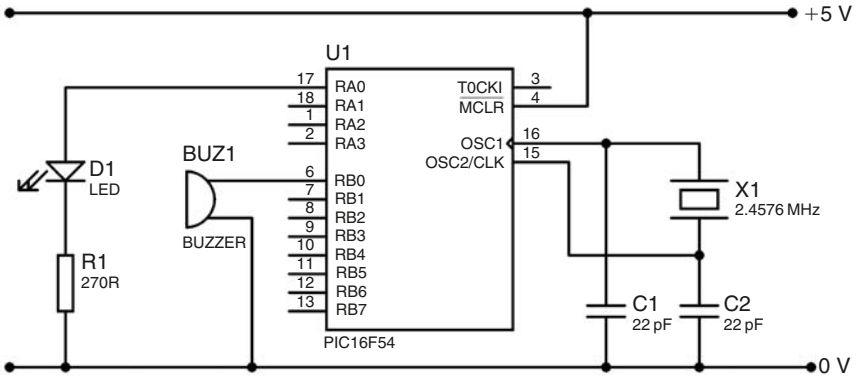 +5 V
U1
17 RA0
18 RA1
1 RA2
2 RA3
6 RB0
7 RB1
8 RB2
9 RB3
10 RB4
11 RB5
12 RB6
13 RB7
T0CKI 3
MCLR 4
OSC1 16
OSC2/CLK 15
PIC16F54
D1
LED
BUZ1
BUZZER
R1
270R
X1
2.4576 MHz
C1
22 pF
C2
22 pF
0 V